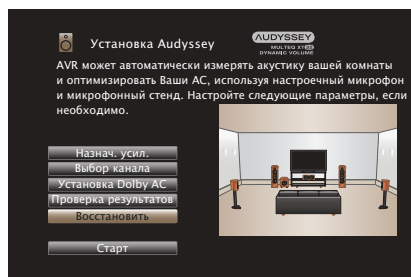 Установка Audyssey
AUDYSSEY
MULTEQ XT32
DYNAMIC VOLUME
AVR может автоматически измерять акустику вашей комнаты
и оптимизировать Ваши АС, используя настроечный микрофон
и микрофонный стенд. Настройте следующие параметры, если
необходимо.
Назнач. усил.
Выбор канала
Установка Dolby АС
Проверка результатов
Восстановить
Старт